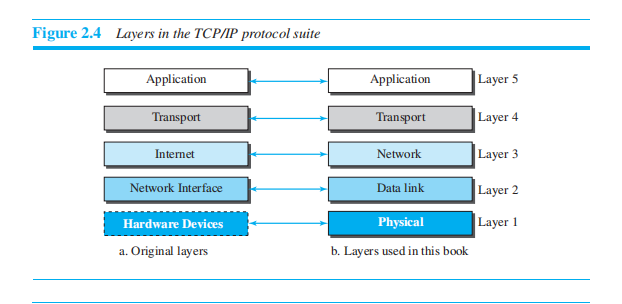 Figure 2.4 Layers in the TCP/IP protocol suite
Application Application Layer 5
Transport Transport Layer 4
Internet Network Layer 3
Network Interface Data link Layer 2
Hardware Devices Physical Layer 1
a. Original layers b. Layers used in this book